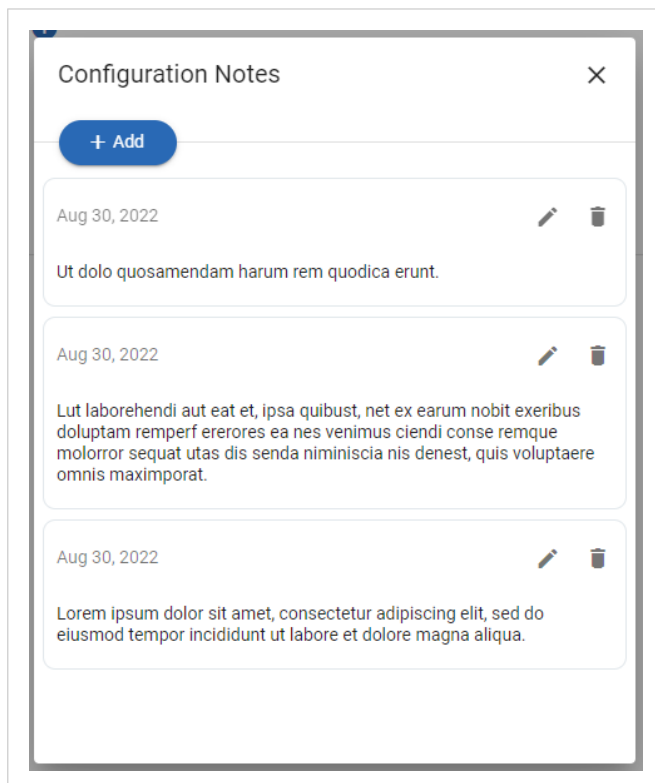 Configuration Notes
+ Add
Aug 30, 2022
Ut dolo quosamendam harum rem quodica erunt.
Aug 30, 2022
Lut laborehendi aut eat et, ipsa quibust, net ex earum nobit exeribus
doluptam remperf ererores ea nes venimus ciendi conse remque
molorror sequat utas dis senda niminiscia nis denest, quis voluptaere
omnis maximporat.
Aug 30, 2022
Lorem ipsum dolor sit amet, consectetur adipiscing elit, sed do
eiusmod tempor incididunt ut labore et dolore magna aliqua.